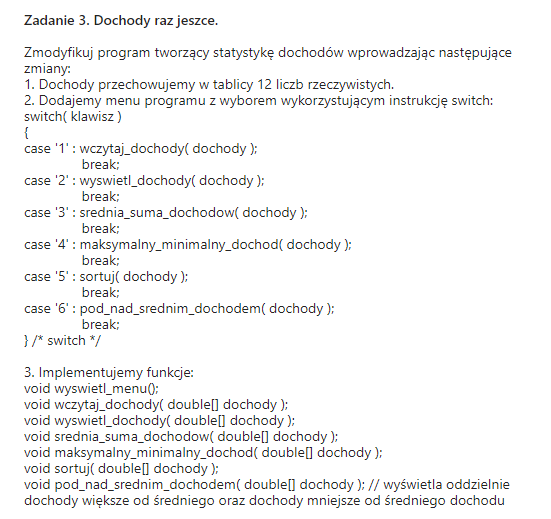 Zadanie 3. Dochody raz jeszce.
Zmodyfikuj program tworzący statystykę dochodów wprowadzając następujące
zmiany:
1. Dochody przechowujemy w tablicy 12 liczb rzeczywistych.
2. Dodajemy menu programu z wyborem wykorzystującym instrukcję switch:
switch( klawisz )
{
case '1' : wczytaj_dochody( dochody );
break;
case '2' : wyswietl_dochody( dochody );
break;
case '3' : srednia_suma_dochodow( dochody );
break;
case '4' : maksymalny_minimalny_dochod( dochody );
break;
case '5' : sortuj( dochody );
break;
case '6' : pod_nad_srednim_dochodem( dochody );
break;
} /* switch */
3. Implementujemy funkcje:
void wyswietl_menu();
void wczytaj_dochody( double[] dochody );
void wyswietl_dochody( double[] dochody );
void srednia_suma_dochodow( double[] dochody );
void maksymalny_minimalny_dochod( double[] dochody );
void sortuj( double[] dochody );
void pod_nad_srednim_dochodem( double[] dochody ); // wyświetla oddzielnie
dochody większe od średniego oraz dochody mniejsze od średniego dochodu